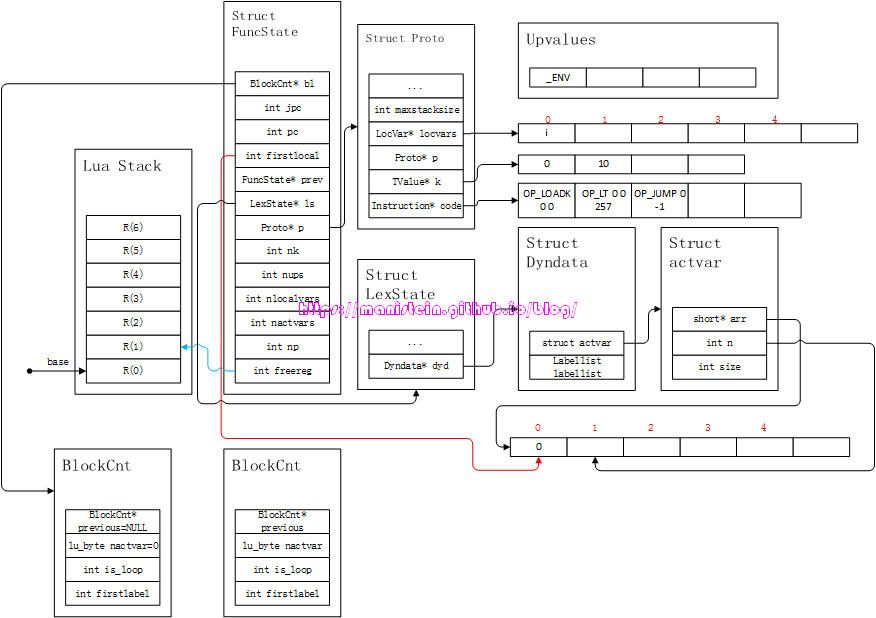 Struct
FuncState
BlockCnt* bl
int jpc
int pc
int firstlocal
FuncState* prev
LexState* ls
Proto* p
int nk
int nups
int nlocalvars
int nactvars
int np
int freereg
Struct Proto
...
int maxstacksize
LocVar* locvars
Proto* p
TValue* k
Instruction* code
Upvalues
_ENV
0 1 2 3 4
i
0 10
OP_LOADK 0 0
OP_LT 0 0 257
OP_JUMP 0 -1
Lua Stack
R(6)
R(5)
R(4)
R(3)
R(2)
R(1)
R(0)
base
Struct
LexState
...
Dyndata* dyd
Struct
Dyndata
struct actvar
Labellist
labellist
Struct
actvar
short* arr
int n
int size
https://manistein.github.io/blog/
0 1 2 3 4
0
BlockCnt
BlockCnt*
previous=NULL
lu_byte nactvar=0
int is_loop
int firstlabel
BlockCnt
BlockCnt*
previous
lu_byte nactvar
int is_loop
int firstlabel